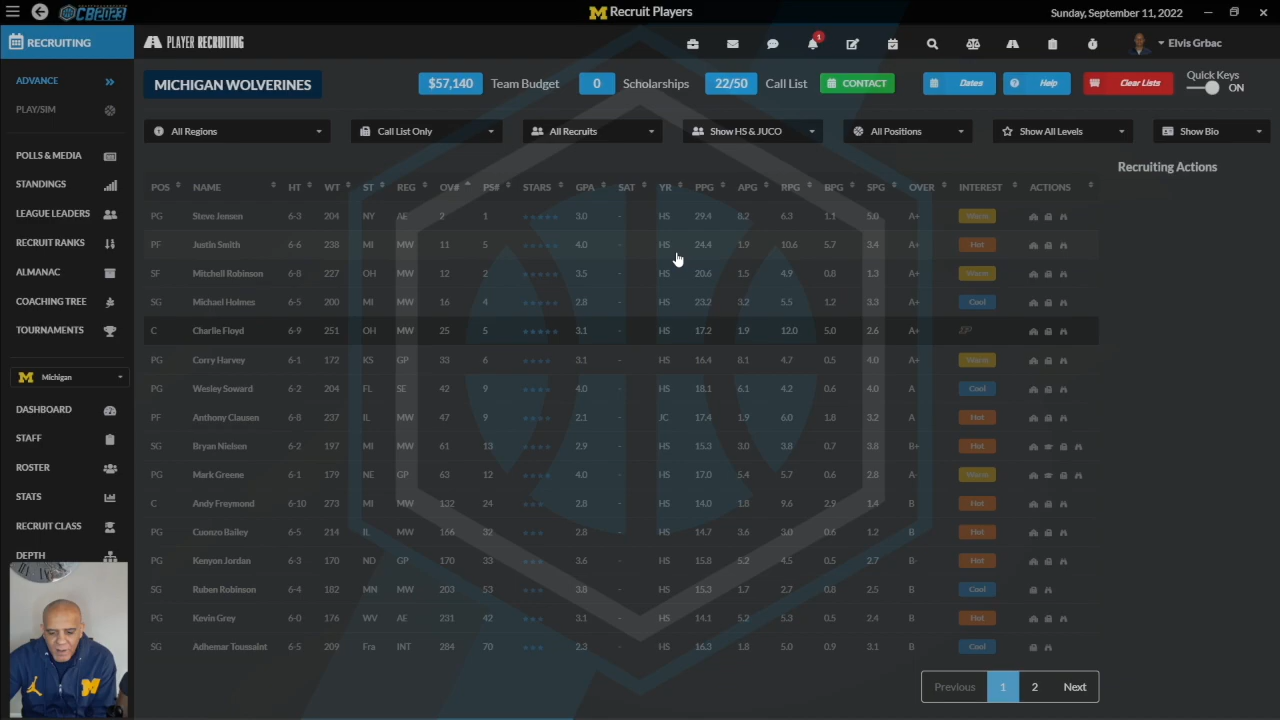 CB2023
Recruit Players
Sunday, September 11, 2022
RECRUITING
PLAYER RECRUITING
1
Elvis Grbac
ADVANCE
PLAY/SIM
MICHIGAN WOLVERINES
$57,140 Team Budget
0 Scholarships
22/50 Call List
CONTACT
Dates
Help
Clear Lists
Quick Keys
ON
All Regions
Call List Only
All Recruits
Show HS & JUCO
All Positions
Show All Levels
Show Bio
POLLS & MEDIA
STANDINGS
LEAGUE LEADERS
RECRUIT RANKS
ALMANAC
COACHING TREE
TOURNAMENTS
Michigan
DASHBOARD
STAFF
ROSTER
STATS
RECRUIT CLASS
DEPTH
Recruiting Actions
POS NAME HT WT ST REG OV# PS# STARS GPA SAT YR PPG APG RPG BPG SPG OVER INTEREST ACTIONS
PG Steve Jensen 6-3 204 NY AE 2 1 3.0 - HS 29.4 8.2 6.3 1.1 5.0 A+ Warm
PF Justin Smith 6-6 238 MI MW 11 5 4.0 - HS 24.4 1.9 10.6 5.7 3.4 A+ Hot
SF Mitchell Robinson 6-8 227 OH MW 12 2 3.5 - HS 20.6 1.5 4.9 0.8 1.3 A+ Warm
SG Michael Holmes 6-5 200 MI MW 16 4 2.8 - HS 23.2 3.2 5.5 1.2 3.3 A+ Cool
C Charlie Floyd 6-9 251 OH MW 25 5 3.1 - HS 17.2 1.9 12.0 5.0 2.6 A+
PG Corry Harvey 6-1 172 KS GP 33 6 3.1 - HS 16.4 8.1 4.7 0.5 4.0 A+ Warm
PG Wesley Soward 6-2 204 FL SE 42 9 4.0 - HS 18.1 6.1 4.2 0.6 4.0 A Cool
PF Anthony Clausen 6-8 237 IL MW 47 9 2.1 - JC 17.4 1.9 6.0 1.8 3.2 A Hot
SG Bryan Nielsen 6-2 197 MI MW 61 13 2.9 - HS 15.3 3.0 3.8 0.7 3.8 B+ Hot
PG Mark Greene 6-1 179 NE GP 63 12 4.0 - HS 17.0 5.4 5.7 0.6 2.8 A- Warm
C Andy Freymond 6-10 273 MI MW 132 24 2.8 - HS 14.0 1.8 9.6 2.9 1.4 B Hot
PG Cuonzo Bailey 6-5 214 IL MW 166 32 2.8 - HS 14.7 3.6 3.0 0.6 1.2 B Hot
PG Kenyon Jordan 6-3 170 ND GP 170 33 3.6 - HS 15.8 5.2 4.5 0.5 2.7 B- Hot
SG Ruben Robinson 6-4 182 MN MW 203 53 3.8 - HS 15.3 1.7 2.7 0.8 2.5 B Cool
PG Kevin Grey 6-0 176 WV AE 231 42 3.1 - HS 14.1 5.2 5.3 0.5 2.4 B Hot
SG Adhemar Toussaint 6-5 209 Fra INT 284 70 2.3 - HS 16.3 1.8 5.0 0.9 3.1 B Cool
Previous 1 2 Next